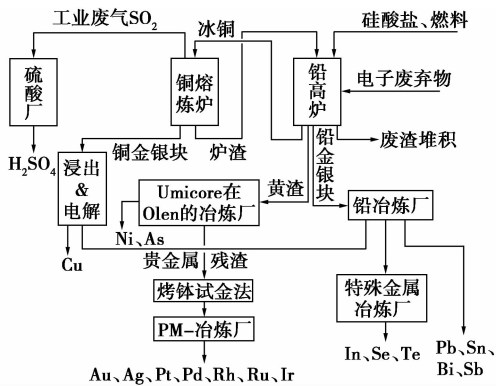 工业废气SO₂
冰铜
硅酸盐、燃料
硫酸厂
铜熔炼炉
铅高炉
电子废弃物
废渣堆积
铜金银块
炉渣
铅金银块
H₂SO₄
浸出&电解
黄渣
Umicore在
Olen的冶炼厂
铅冶炼厂
Ni、As
Cu
贵金属
残渣
烤钵试金法
特殊金属
冶炼厂
PM-冶炼厂
In、Se、Te
Pb、Sn、
Bi、Sb
Au、Ag、Pt、Pd、Rh、Ru、Ir